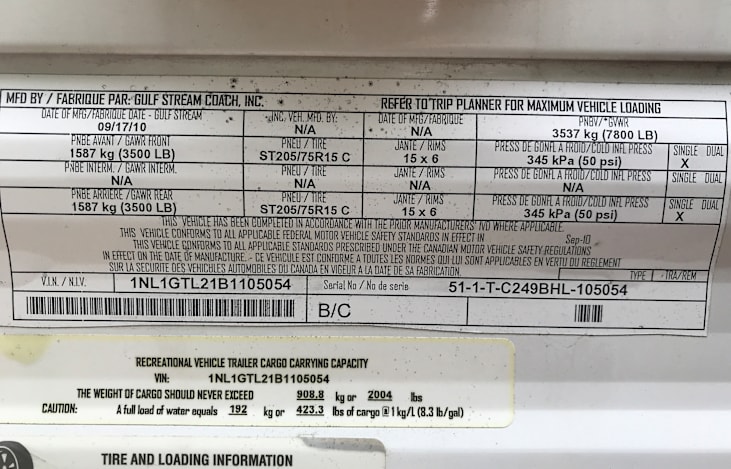 MFD BY / FABRIQUE PAR: GULF STREAM COACH, INC. REFER TO TRIP PLANNER FOR MAXIMUM VEHICLE LOADING
DATE OF MFG/FABRIQUE DATE - GULF STREAM INC. VEH. MFD. BY: DATE OF MFG/FABRIQUE PNBV/*GVWR
09/17/10 N/A N/A 3537 kg (7800 LB)
PNBE AVANT / GAWR FRONT PNEU / TIRE JANTE / RIMS PRESS DE GONFL A FROID/COLD INFL PRESS SINGLE DUAL
1587 kg (3500 LB) ST205/75R15 C 15 x 6 345 kPa (50 psi) X
PNBE INTERM. / GAWR INTERM. PNEU / TIRE JANTE / RIMS PRESS DE GONFL A FROID/COLD INFL PRESS SINGLE DUAL
N/A N/A N/A N/A
PNBE ARRIERE / GAWR REAR PNEU / TIRE JANTE / RIMS PRESS DE GONFL A FROID/COLD INFL PRESS SINGLE DUAL
1587 kg (3500 LB) ST205/75R15 C 15 x 6 345 kPa (50 psi) X
THIS VEHICLE HAS BEEN COMPLETED IN ACCORDANCE WITH THE PRIOR MANUFACTURERS' IVD WHERE APPLICABLE.
THIS VEHICLE CONFORMS TO ALL APPLICABLE FEDERAL MOTOR VEHICLE SAFETY STANDARDS IN EFFECT IN Sep-10
THIS VEHICLE CONFORMS TO ALL APPLICABLE STANDARDS PRESCRIBED UNDER THE CANADIAN MOTOR VEHICLE SAFETY REGULATIONS
IN EFFECT ON THE DATE OF MANUFACTURE. - CE VEHICULE EST CONFORME A TOUTES LES NORMES QUI LUI SONT APPLICABLES EN VERTU DU REGLEMENT
SUR LA SECURITE DES VEHICULES AUTOMOBILES DU CANADA EN VIGEUR A LA DATE DE SA FABRICATION. TYPE TRA/REM
V.I.N. / N.I.V. 1NL1GTL21B1105054 Serial No / No de serie 51-1-T-C249BHL-105054
B/C
RECREATIONAL VEHICLE TRAILER CARGO CARRYING CAPACITY
VIN: 1NL1GTL21B1105054
THE WEIGHT OF CARGO SHOULD NEVER EXCEED 908.8 kg or 2004 lbs
CAUTION: A full load of water equals 192 kg or 423.3 lbs of cargo @ 1 kg/L (8.3 lb/gal)
TIRE AND LOADING INFORMATION